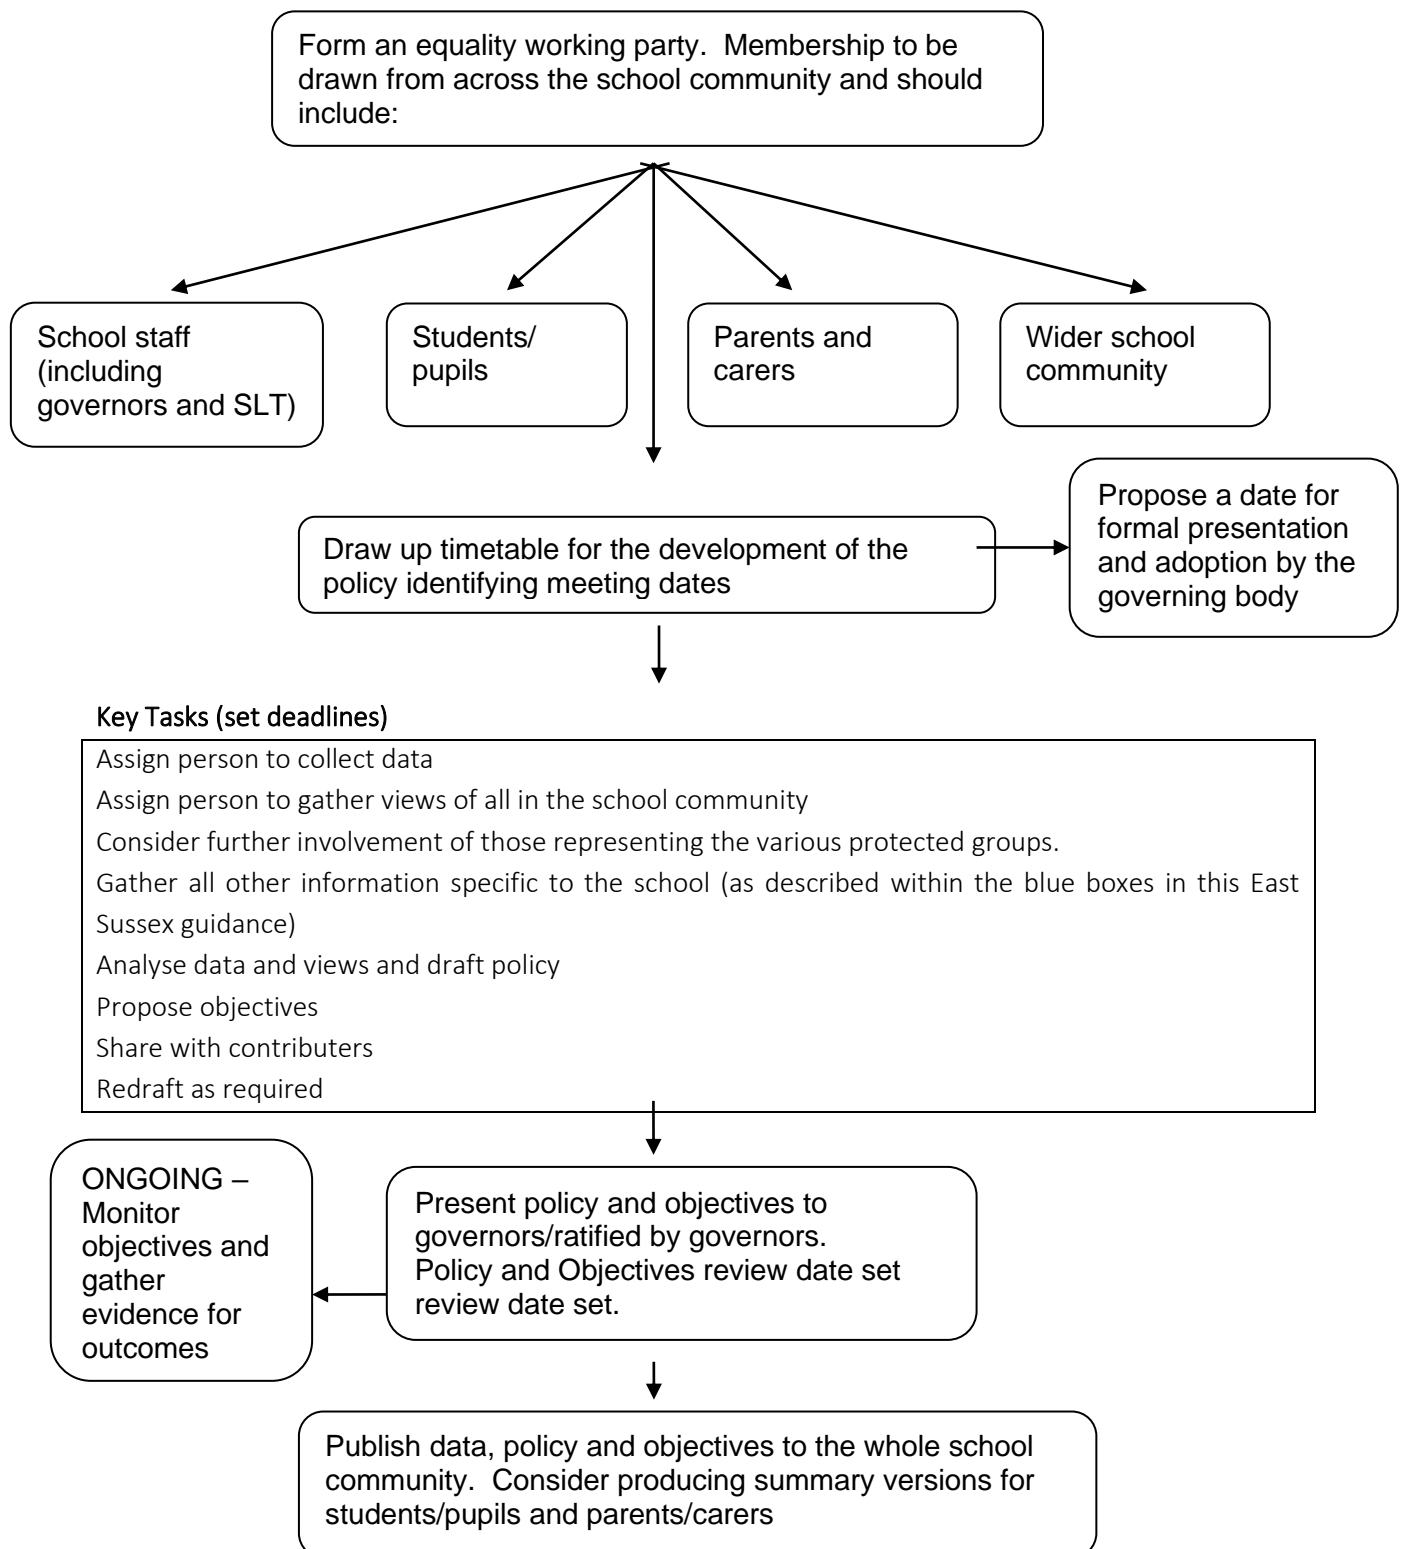 Form an equality working party.  Membership to be
drawn from across the school community and should
include:
School staff
(including
governors and SLT)
Students/
pupils
Parents and
carers
Wider school
community
Propose a date for
formal presentation
and adoption by the
governing body
Draw up timetable for the development of the
policy identifying meeting dates
Key Tasks (set deadlines)
Assign person to collect data
Assign person to gather views of all in the school community
Consider further involvement of those representing the various protected groups.
Gather all other information specific to the school (as described within the blue boxes in this East
Sussex guidance)
Analyse data and views and draft policy
Propose objectives
Share with contributers
Redraft as required
ONGOING –
Monitor
objectives and
gather
evidence for
outcomes
Present policy and objectives to
governors/ratified by governors.
Policy and Objectives review date set
review date set.
Publish data, policy and objectives to the whole school
community.  Consider producing summary versions for
students/pupils and parents/carers